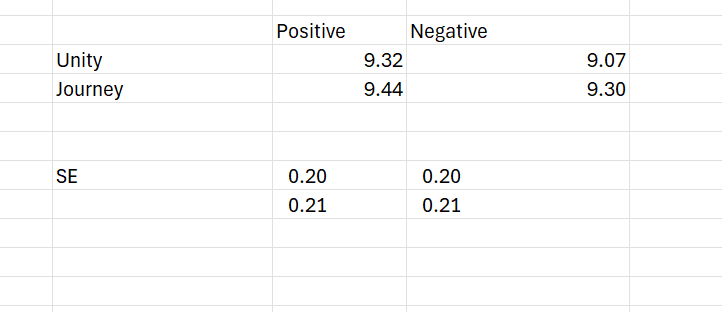 Positive Negative
Unity 9.32 9.07
Journey 9.44 9.30
SE 0.20 0.20
0.21 0.21